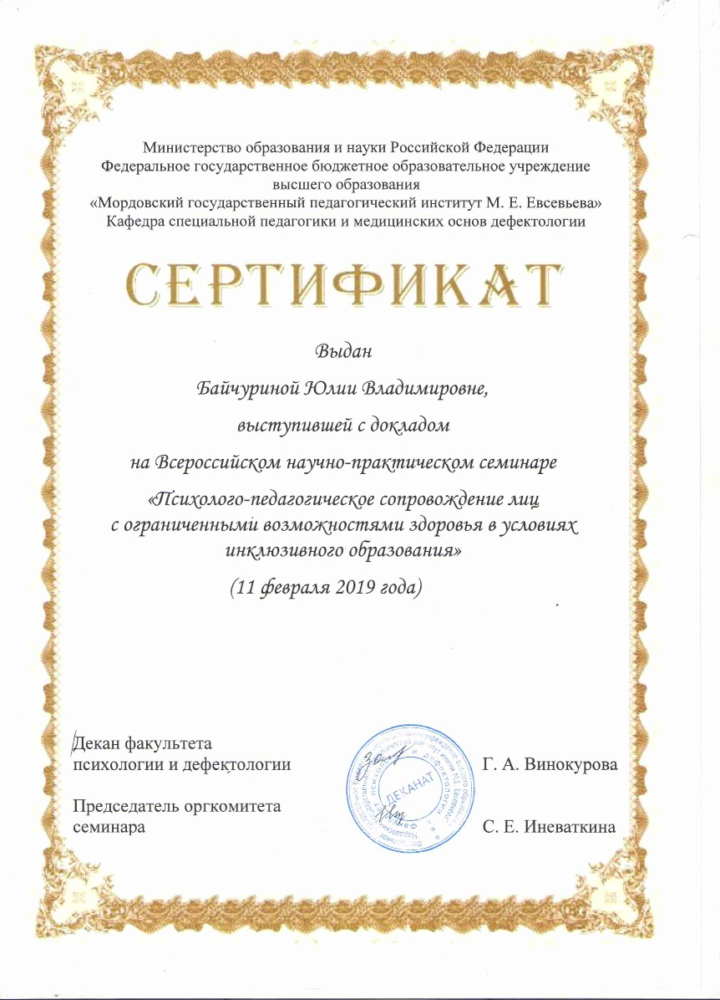 Министерство образования и науки Российской Федерации
Федеральное государственное бюджетное образовательное учреждение
высшего образования
«Мордовский государственный педагогический институт М. Е. Евсевьева»
Кафедра специальной педагогики и медицинских основ дефектологии
СЕРТИФИКАТ
Выдан
Байчуриной Юлии Владимировне,
выступившей с докладом
на Всероссийском научно-практическом семинаре
«Психолого-педагогическое сопровождение лиц
с ограниченными возможностями здоровья в условиях
инклюзивного образования»
(11 февраля 2019 года)
Декан факультета
психологии и дефектологии
Г. А. Винокурова
ДЕКАНАТ
психологии и дефектологии
Председатель оргкомитета
семинара
С. Е. Иневаткина